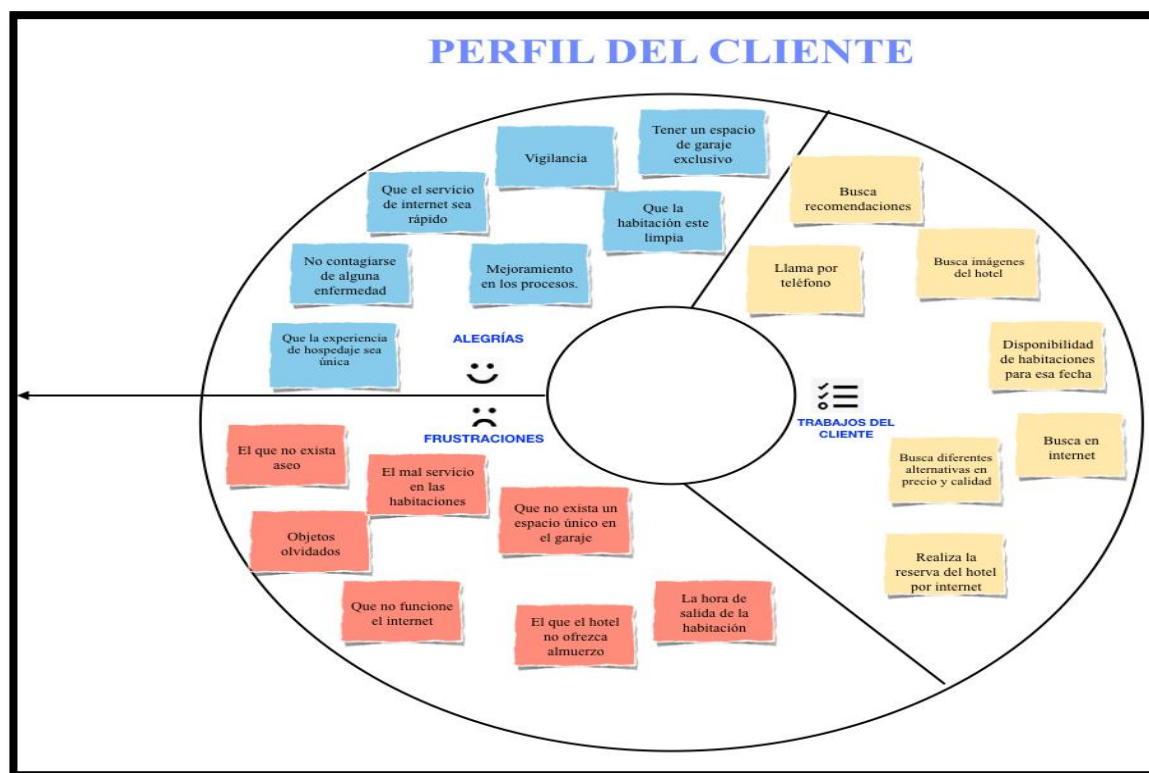 PERFIL DEL CLIENTE
Tener un espacio
de garaje
exclusivo
Vigilancia
Que el servicio
de internet sea
rápido
Que la
habitación este
limpia
No contagiarse
de alguna
enfermedad
Mejoramiento
en los procesos.
Que la experiencia
de hospedaje sea
única
ALEGRÍAS
Busca
recomendaciones
Llama por
teléfono
Busca imágenes
del hotel
Disponibilidad
de habitaciones
para esa fecha
TRABAJOS DEL
CLIENTE
Busca en
internet
Busca diferentes
alternativas en
precio y calidad
Realiza la
reserva del hotel
por internet
FRUSTRACIONES
El que no exista
aseo
El mal servicio
en las
habitaciones
Que no exista un
espacio único en
el garaje
Objetos
olvidados
Que no funcione
el internet
El que el hotel
no ofrezca
almuerzo
La hora de
salida de la
habitación